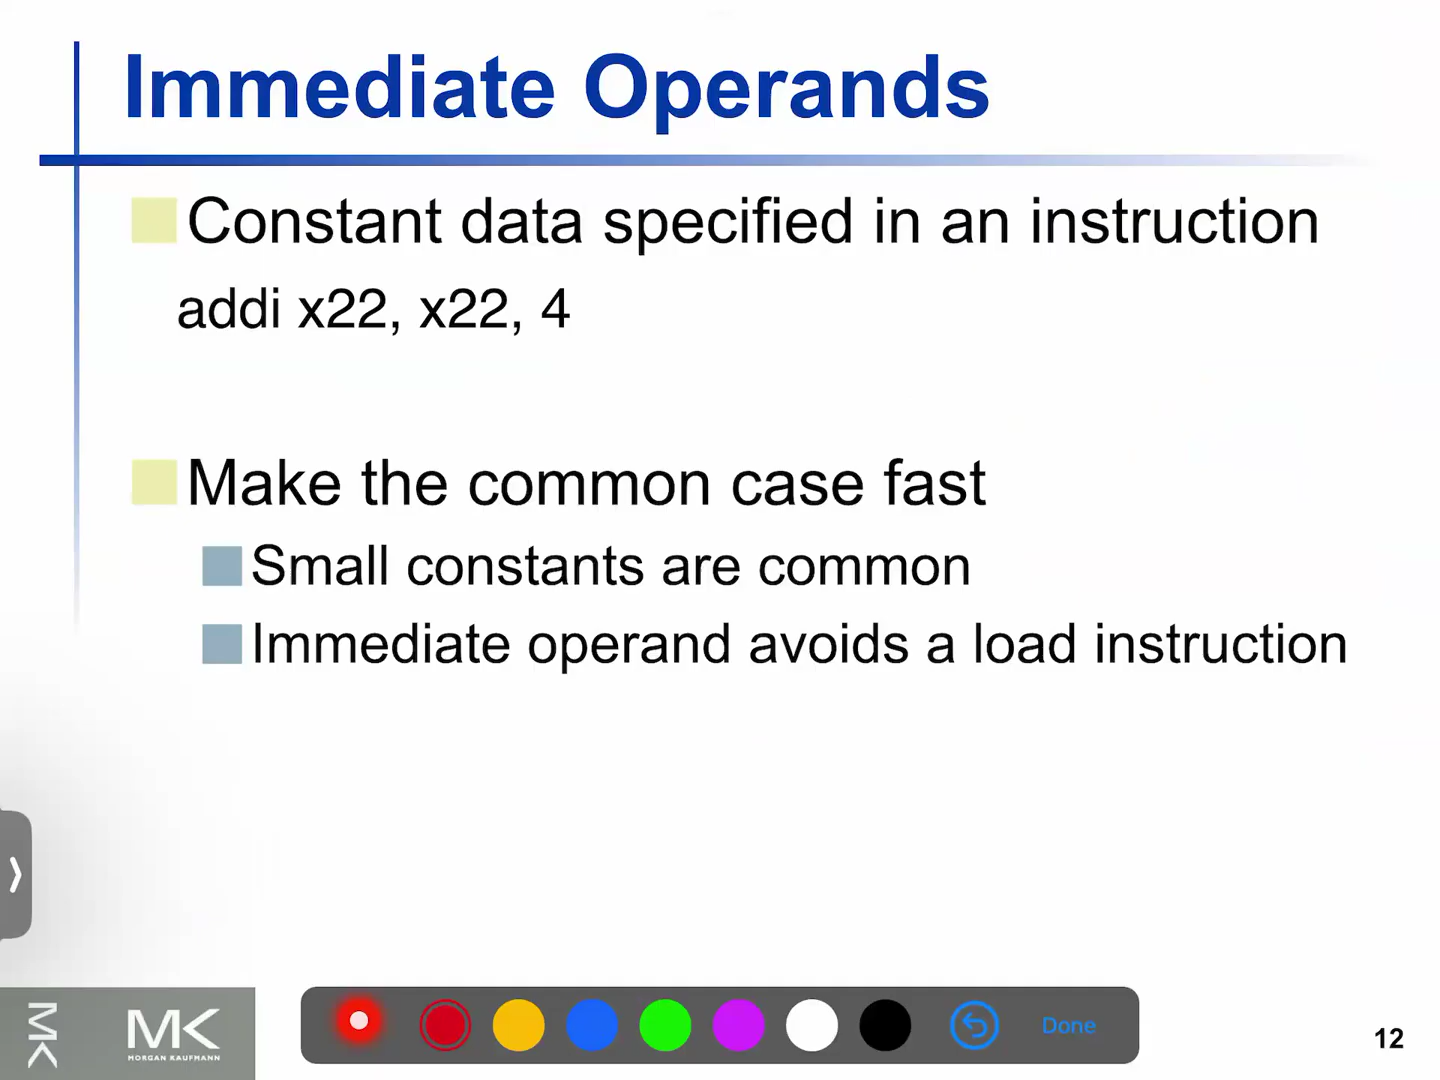 Immediate Operands
Constant data specified in an instruction
addi x22, x22, 4
Make the common case fast
Small constants are common
Immediate operand avoids a load instruction
MK
MK
MORGAN KAUFMANN
Done
12